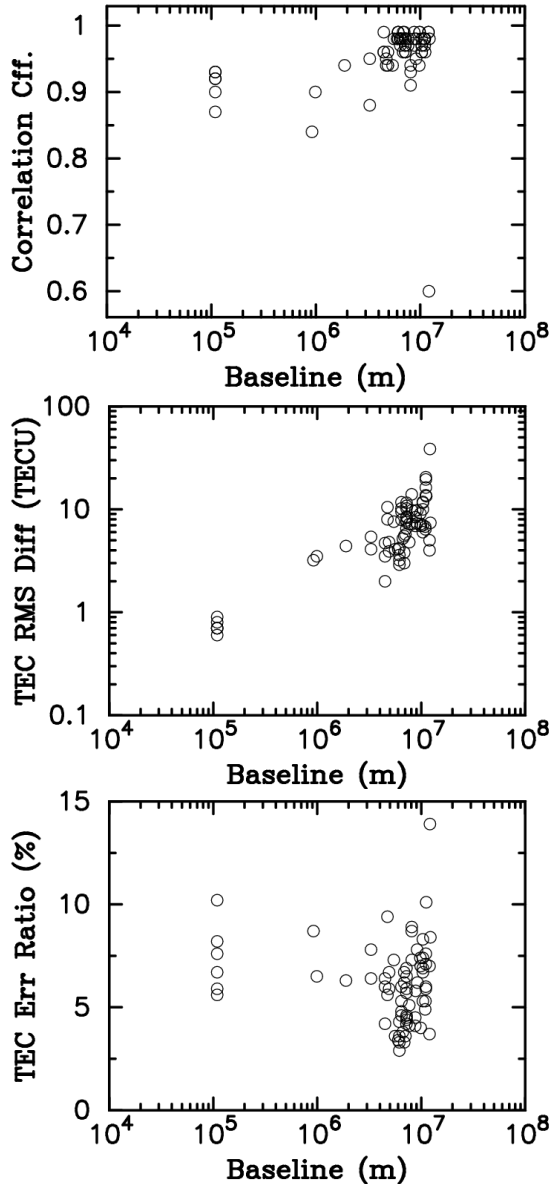 Correlation Cff.
1
0.9
0.8
0.7
0.6
10^4 10^5 10^6 10^7 10^8
Baseline (m)
TEC RMS Diff (TECU)
100
10
1
0.1
10^4 10^5 10^6 10^7 10^8
Baseline (m)
TEC Err Ratio (%)
15
10
5
0
10^4 10^5 10^6 10^7 10^8
Baseline (m)